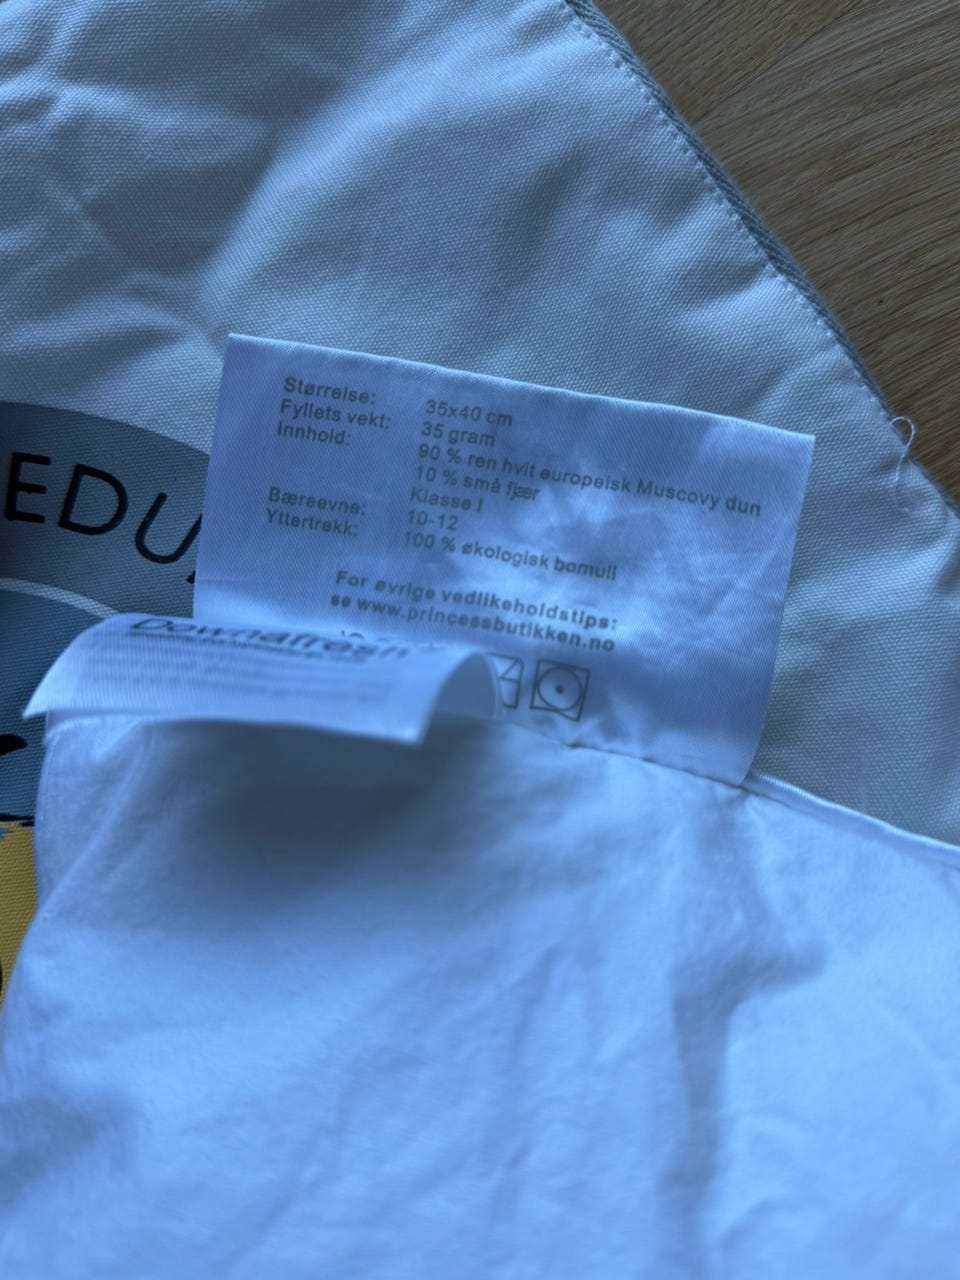 Størrelse: 35x40 cm
Fyllets vekt: 35 gram
Innhold: 90 % ren hvit europeisk Muscovy dun
10 % små fjær
Klasse I
Bæreevne: 10-12
Yttertrekk: 100 % økologisk bomull
For øvrige vedlikeholdstips:
se www.princessbutikken.no
EDU
Downafresh